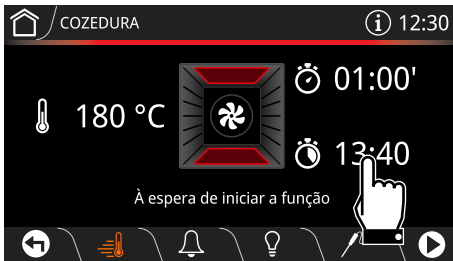 COZEDURA
12:30
180 °C
01:00'
13:40
À espera de iniciar a função